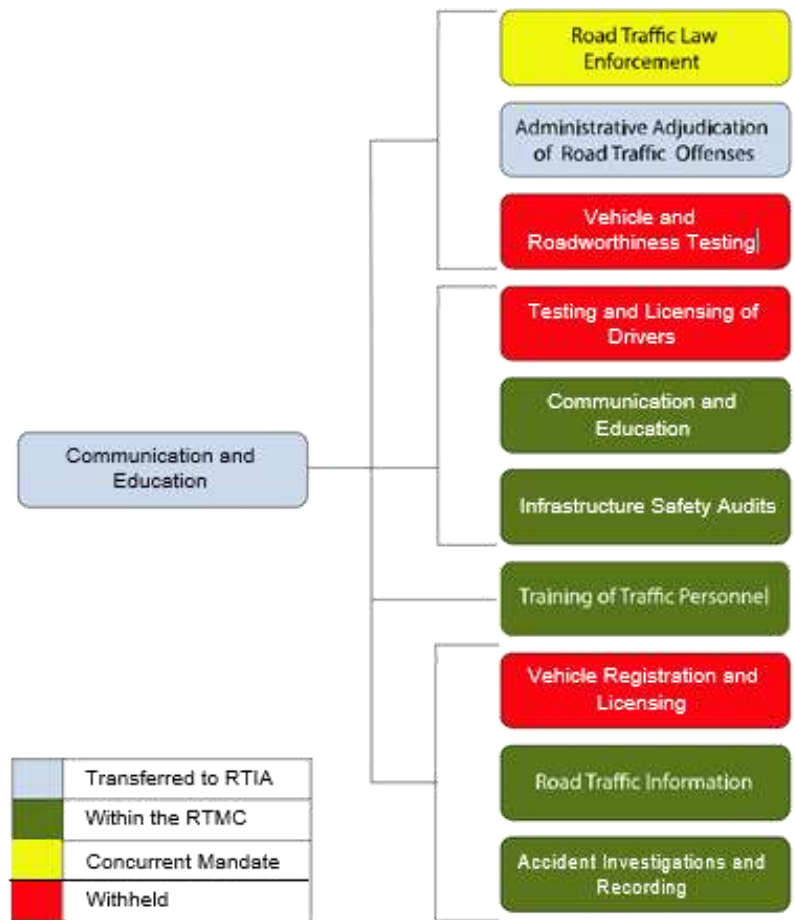 Road Traffic Law
Enforcement
Administrative Adjudication
of Road Traffic Offenses
Vehicle and
Roadworthiness Testing
Testing and Licensing of
Drivers
Communication and
Education
Communication and
Education
Infrastructure Safety Audits
Training of Traffic Personnel
Vehicle Registration and
Licensing
Road Traffic Information
Accident Investigations and
Recording
Transferred to RTIA
Within the RTMC
Concurrent Mandate
Withheld